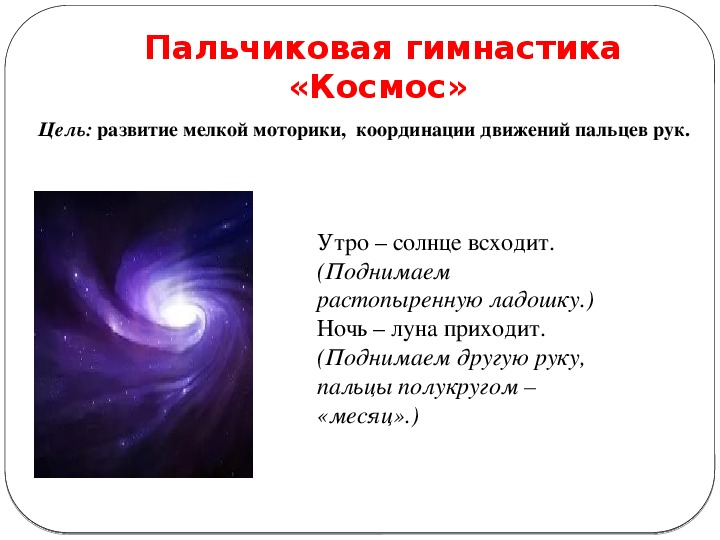 Пальчиковая гимнастика
«Космос»
Цель: развитие мелкой моторики, координации движений пальцев рук.
Утро – солнце всходит.
(Поднимаем
растопыренную ладошку.)
Ночь – луна приходит.
(Поднимаем другую руку,
пальцы полукругом –
«месяц».)